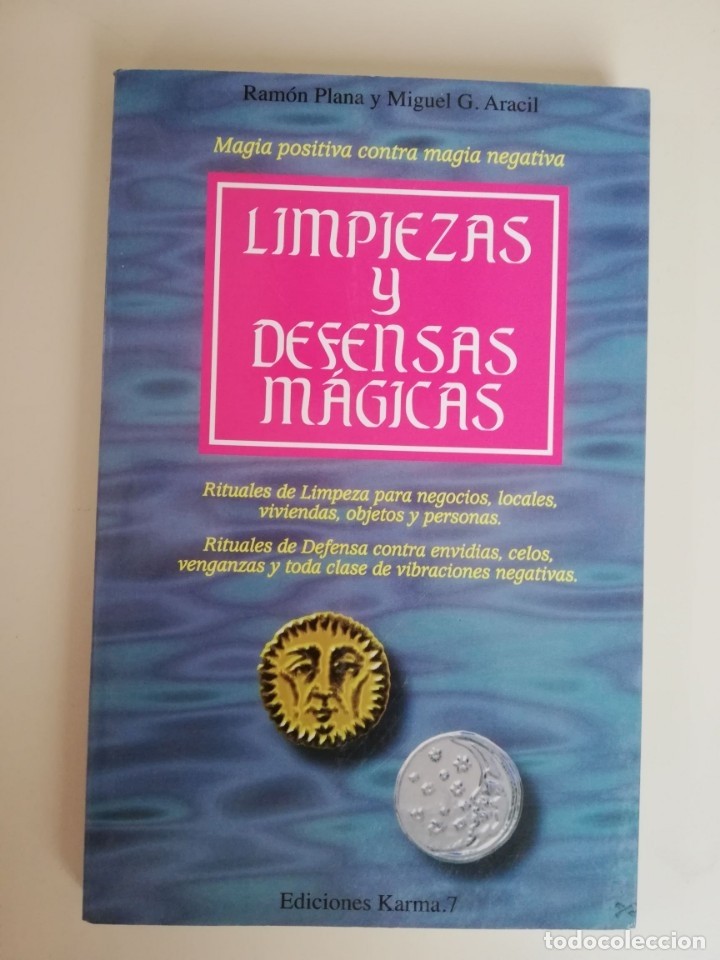 Ramón Plana y Miguel G. Aracil
Magia positiva contra magia negativa
LIMPIEZAS
y
DEFENSAS
MÁGICAS
Rituales de Limpeza para negocios, locales,
viviendas, objetos y personas.
Rituales de Defensa contra envidias, celos,
venganzas y toda clase de vibraciones negativas.
Ediciones Karma.7
todocoleccion